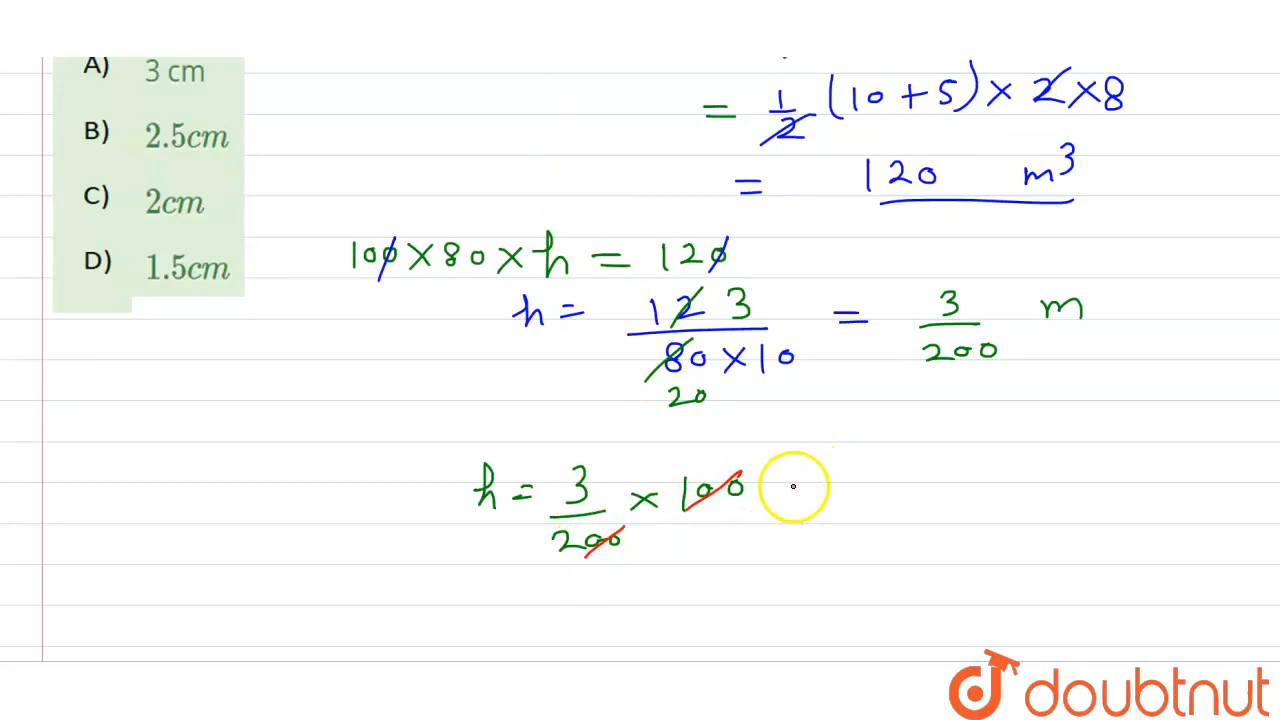 A) 3 cm
B) 2.5cm
C) 2cm
D) 1.5cm
= 1/2 (10+5) × 2 × 8
= 120 m³
100 × 80 × h = 120
h = 12 3 / 80 × 10 20 = 3/200 m
h = 3/200 × 100
doubtnut